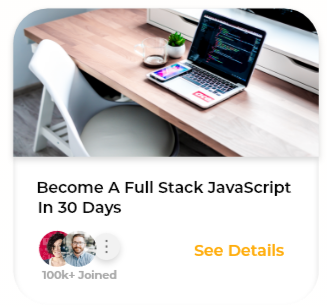 Become A Full Stack JavaScript
In 30 Days
See Details
100k+ Joined